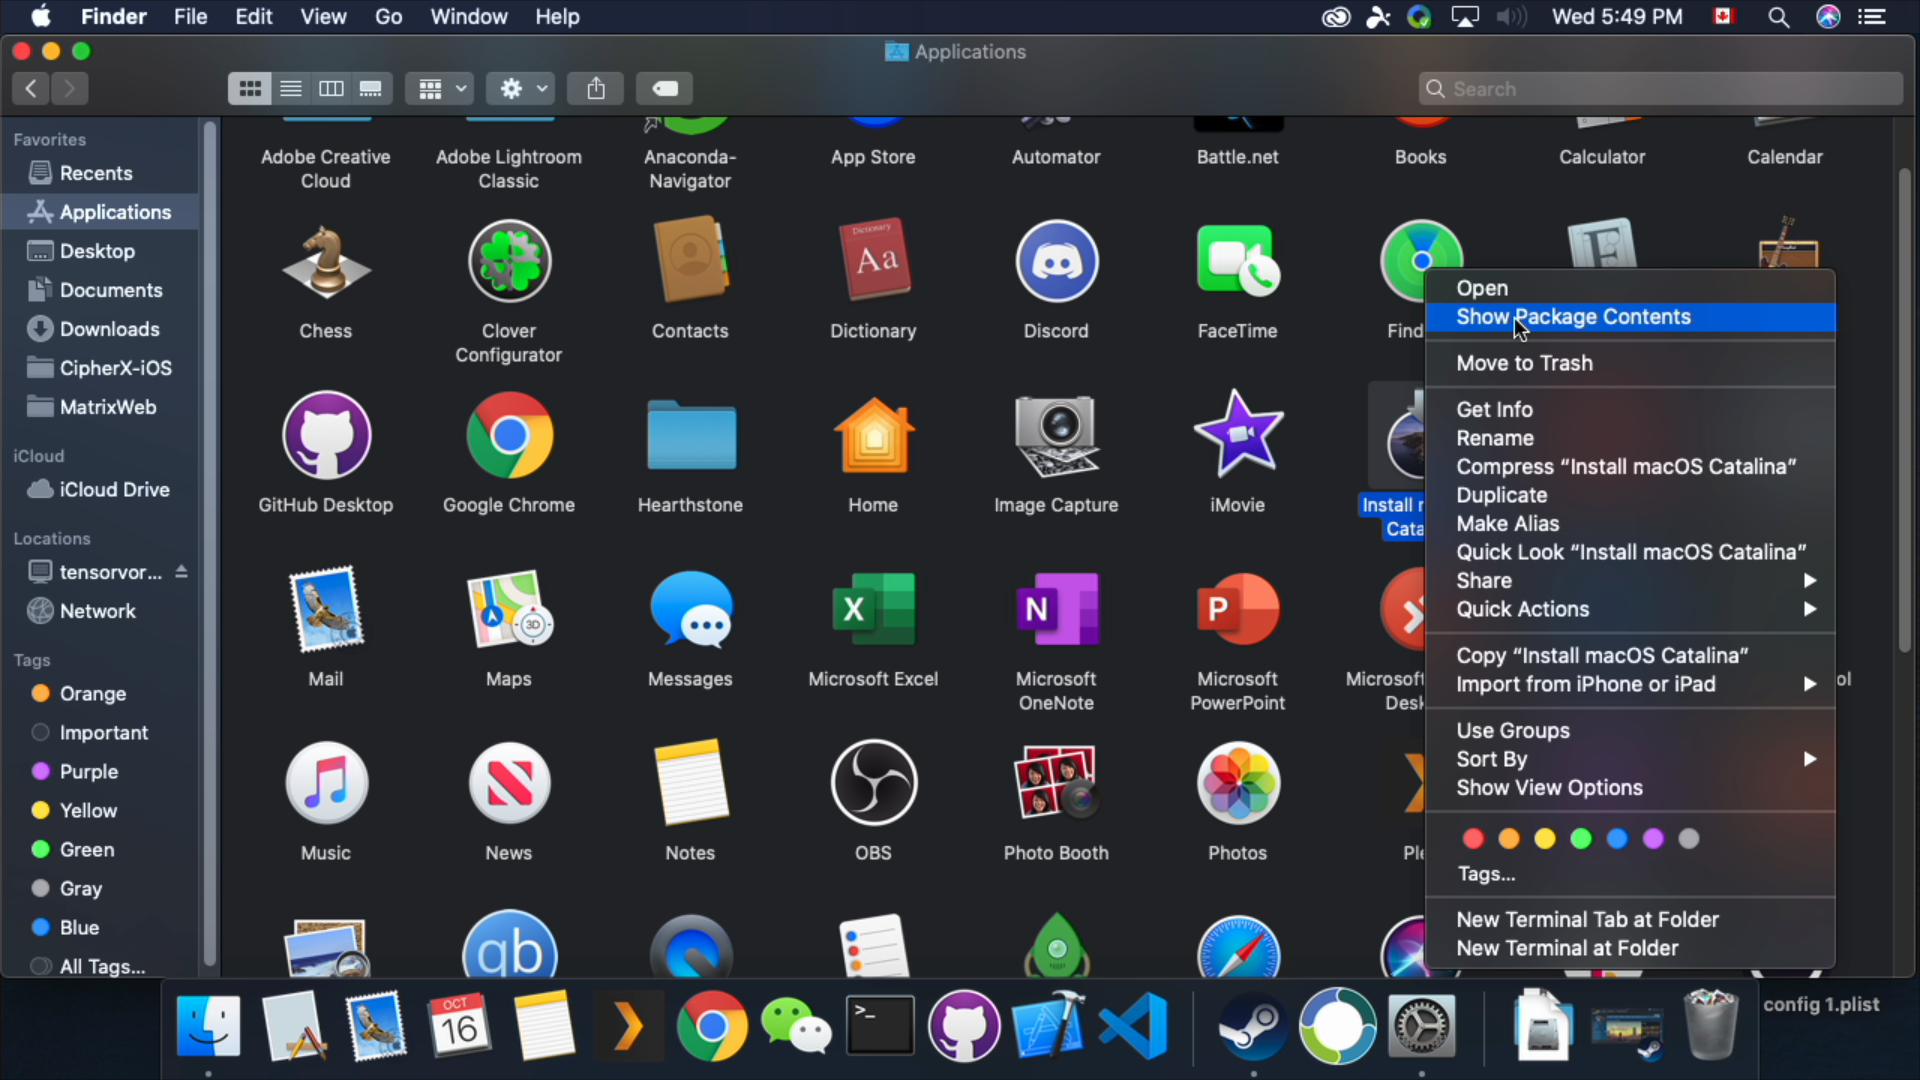 Finder File Edit View Go Window Help
Wed 5:49 PM
Applications
Search
Favorites
Recents
Applications
Desktop
Documents
Downloads
CipherX-iOS
MatrixWeb
iCloud
iCloud Drive
Locations
tensorvor...
Network
Tags
Orange
Important
Purple
Yellow
Green
Gray
Blue
All Tags...
Adobe Creative
Cloud
Adobe Lightroom
Classic
Anaconda-
Navigator
App Store
Automator
Battle.net
Books
Calculator
Calendar
Chess
Clover
Configurator
Contacts
Dictionary
Aa
Dictionary
Discord
FaceTime
Find
GitHub Desktop
Google Chrome
Hearthstone
Home
Image Capture
iMovie
Install
Cata
Mail
3D
Maps
Messages
X
Microsoft Excel
N
Microsoft
OneNote
P
Microsoft
PowerPoint
Microsoft
Desk
ol
Music
News
Notes
OBS
Photo Booth
Photos
Ple
qb
Open
Show Package Contents
Move to Trash
Get Info
Rename
Compress “Install macOS Catalina”
Duplicate
Make Alias
Quick Look “Install macOS Catalina”
Share
Quick Actions
Copy “Install macOS Catalina”
Import from iPhone or iPad
Use Groups
Sort By
Show View Options
Tags...
New Terminal Tab at Folder
New Terminal at Folder
OCT
16
>_
config 1.plist